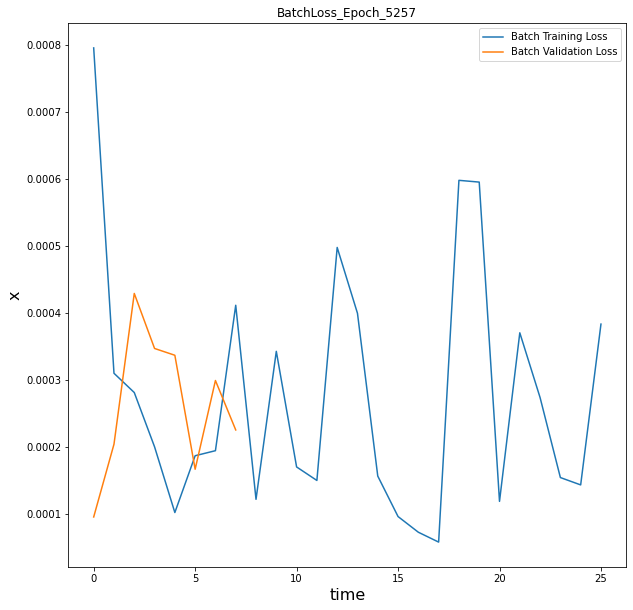 BatchLoss_Epoch_5257
Batch Training Loss
Batch Validation Loss
0.0008
0.0007
0.0006
0.0005
0.0004
0.0003
0.0002
0.0001
x
0 5 10 15 20 25
time